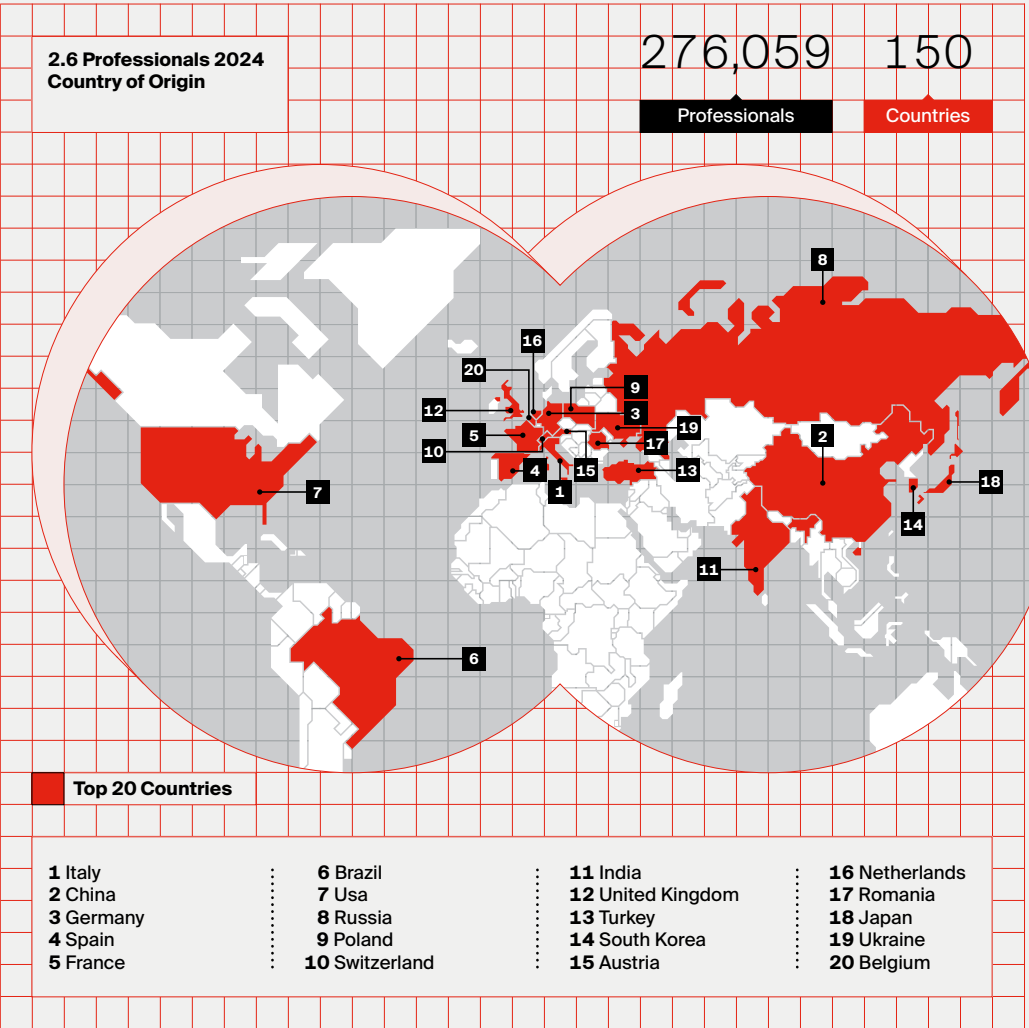 2.6 Professionals 2024
Country of Origin
276,059
Professionals
150
Countries
8
16
20
9
12
3
19
5
17
2
10
4
15
13
1
7
18
14
11
6
Top 20 Countries
1 Italy
2 China
3 Germany
4 Spain
5 France
6 Brazil
7 Usa
8 Russia
9 Poland
10 Switzerland
11 India
12 United Kingdom
13 Turkey
14 South Korea
15 Austria
16 Netherlands
17 Romania
18 Japan
19 Ukraine
20 Belgium